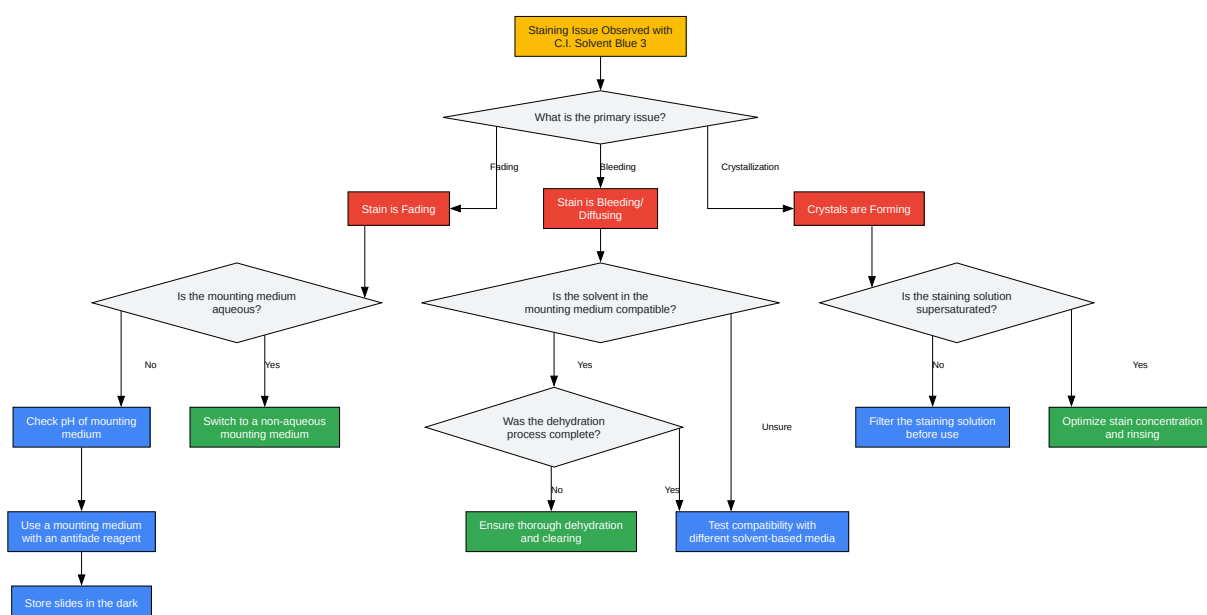 Staining Issue Observed with
C.I. Solvent Blue 3
What is the primary issue?
Fading
Bleeding
Crystallization
Stain is Fading
Stain is Bleeding/
Diffusing
Crystals are Forming
Is the mounting medium
aqueous?
Is the solvent in the
mounting medium compatible?
Is the staining solution
supersaturated?
No
Yes
Yes
Unsure
No
Yes
Check pH of mounting
medium
Switch to a non-aqueous
mounting medium
Was the dehydration
process complete?
Filter the staining solution
before use
Optimize stain concentration
and rinsing
No
Yes
Use a mounting medium
with an antifade reagent
Ensure thorough dehydration
and clearing
Test compatibility with
different solvent-based media
Store slides in the dark